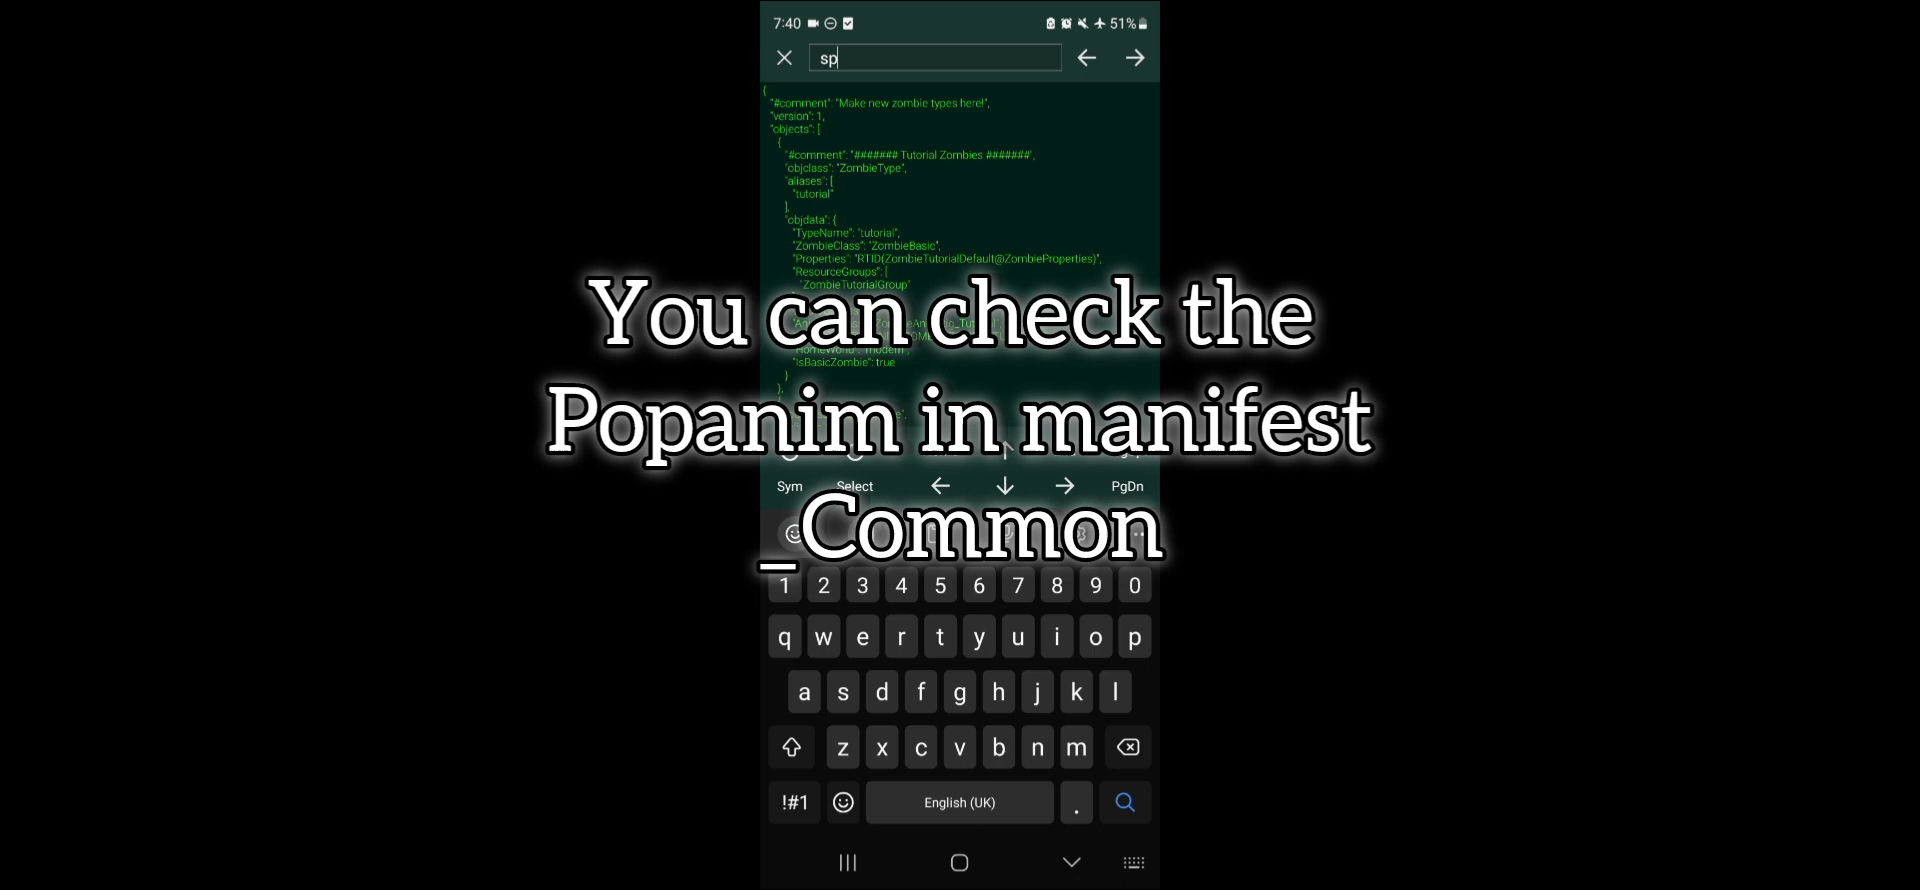 7:40
51%
sp
{
"#comment": "Make new zombie types here!",
"version": 1,
"objects": [
{
"#comment": "####### Tutorial Zombies #######",
"objclass": "ZombieType",
"aliases": [
"tutorial"
],
"objdata": {
"TypeName": "tutorial",
"ZombieClass": "ZombieBasic",
"Properties": "RTID(ZombieTutorialDefault@ZombieProperties)",
"ResourceGroups": [
"ZombieTutorialGroup"
You can check the
"HomeWorld": "modern",
"IsBasicZombie": true
}
},
Popanim in manifest
Sym Select PgDn
_Common
1 2 3 4 5 6 7 8 9 0
q w e r t y u i o p
a s d f g h j k l
z x c v b n m
!#1 English (UK) .